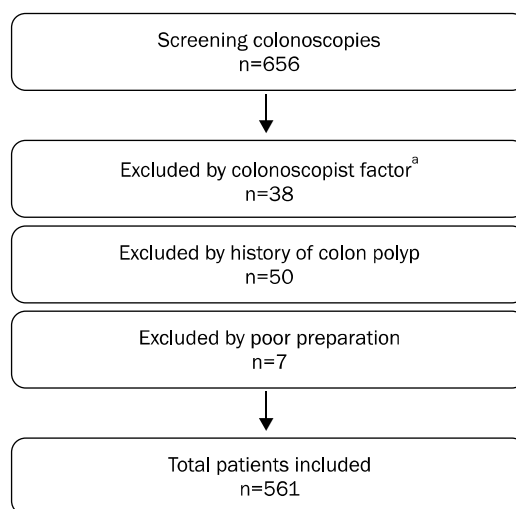 Screening colonoscopies
n=656
Excluded by colonoscopist factorᵃ
n=38
Excluded by history of colon polyp
n=50
Excluded by poor preparation
n=7
Total patients included
n=561